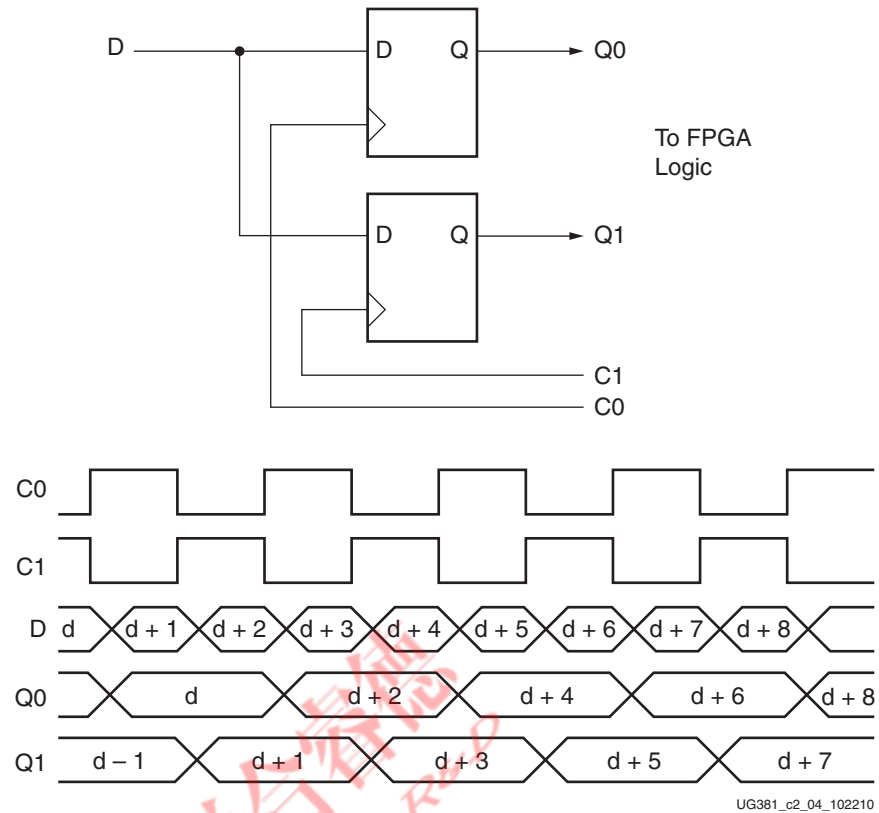 D
D Q
Q0
To FPGA
Logic
D Q
Q1
C1
C0
C0
C1
D d d + 1 d + 2 d + 3 d + 4 d + 5 d + 6 d + 7 d + 8
Q0 d d + 2 d + 4 d + 6 d + 8
Q1 d – 1 d + 1 d + 3 d + 5 d + 7
R&D
UG381_c2_04_102210